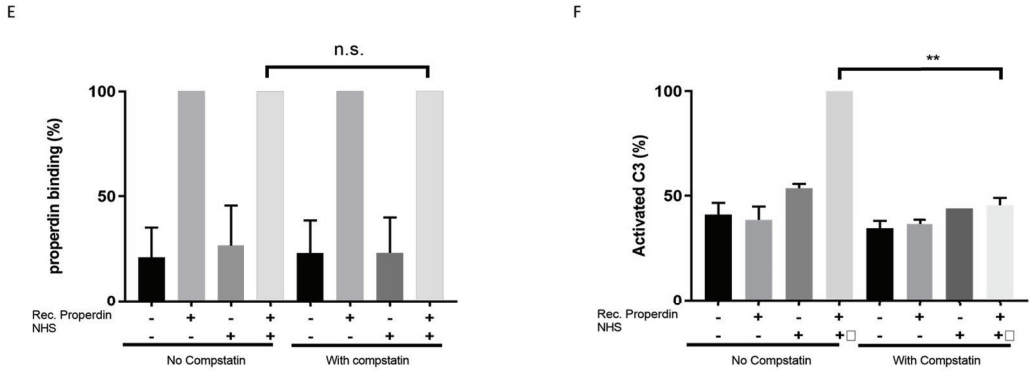 E
n.s.
properdin binding (%)
100
50
0
Rec. Properdin - + - + - + - +
NHS - - + + - - + +
No Compstatin With compstatin
F
**
Activated C3 (%)
100
50
0
Rec. Properdin - + - + - + - +
NHS - - + +□ - - + +□
No Compstatin With Compstatin